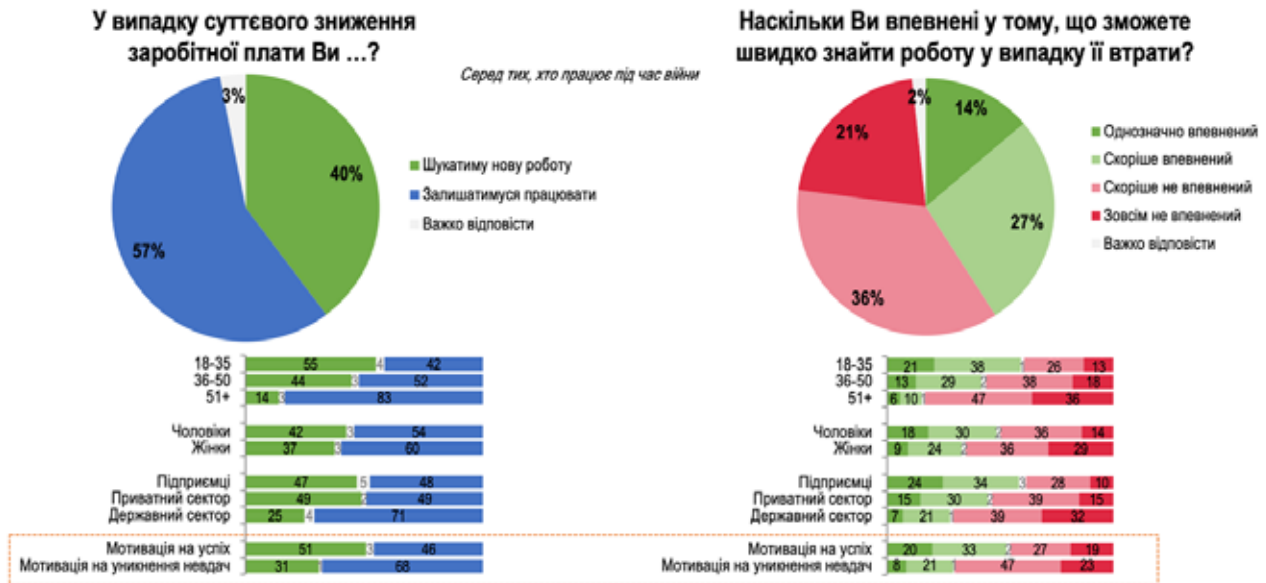 У випадку суттєвого зниження
заробітної плати Ви …?
Серед тих, хто працює під час війни
3%
40%
57%
Шукатиму нову роботу
Залишатимуся працювати
Важко відповісти
18-35 55 4 42
36-50 44 3 52
51+ 14 3 83
Чоловіки 42 3 54
Жінки 37 3 60
Підприємці 47 5 48
Приватний сектор 49 2 49
Державний сектор 25 4 71
Мотивація на успіх 51 3 46
Мотивація на уникнення невдач 31 1 68
Наскільки Ви впевнені у тому, що зможете
швидко знайти роботу у випадку її втрати?
2%
14%
21%
27%
36%
Однозначно впевнений
Скоріше впевнений
Скоріше не впевнений
Зовсім не впевнений
Важко відповісти
18-35 21 38 1 26 13
36-50 13 29 2 38 18
51+ 6 10 1 47 36
Чоловіки 18 30 2 36 14
Жінки 9 24 2 36 29
Підприємці 24 34 3 28 10
Приватний сектор 15 30 2 39 15
Державний сектор 7 21 1 39 32
Мотивація на успіх 20 33 2 27 19
Мотивація на уникнення невдач 8 21 1 47 23